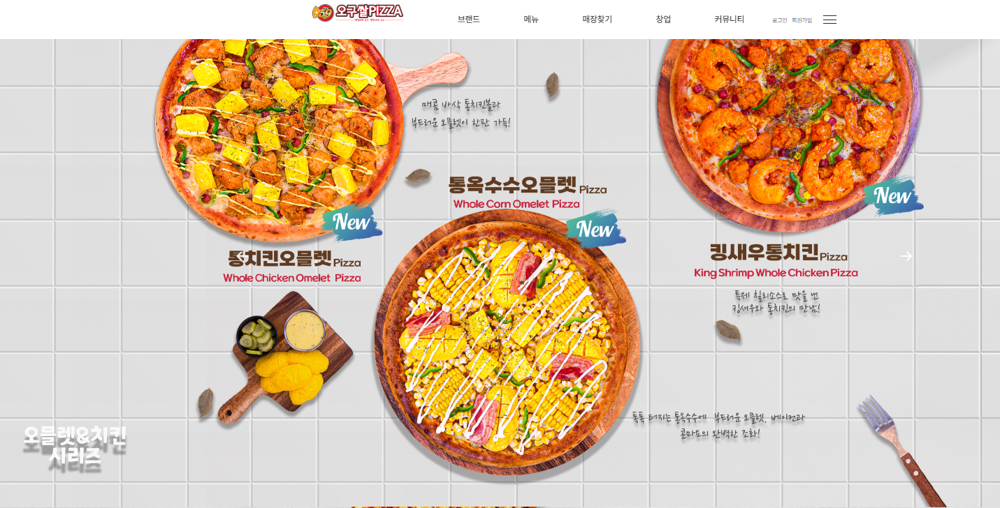 59 오구쌀PIZZA
브랜드
메뉴
매장찾기
창업
커뮤니티
로그인
회원가입
매콤 바삭 통치킨볼과
부드러운 오믈렛이 한판 가득!
통옥수수오믈렛 Pizza
Whole Corn Omelet Pizza
New
New
New
통치킨오믈렛 Pizza
Whole Chicken Omelet Pizza
킹새우통치킨 Pizza
King Shrimp Whole Chicken Pizza
특제 칠리소스로 맛을 낸
킹새우와 통치킨의 만남!
톡톡 터지는 통옥수수에 부드러운 오믈렛, 베이컨과
콘마요의 완벽한 조화!
오믈렛&치킨
시리즈